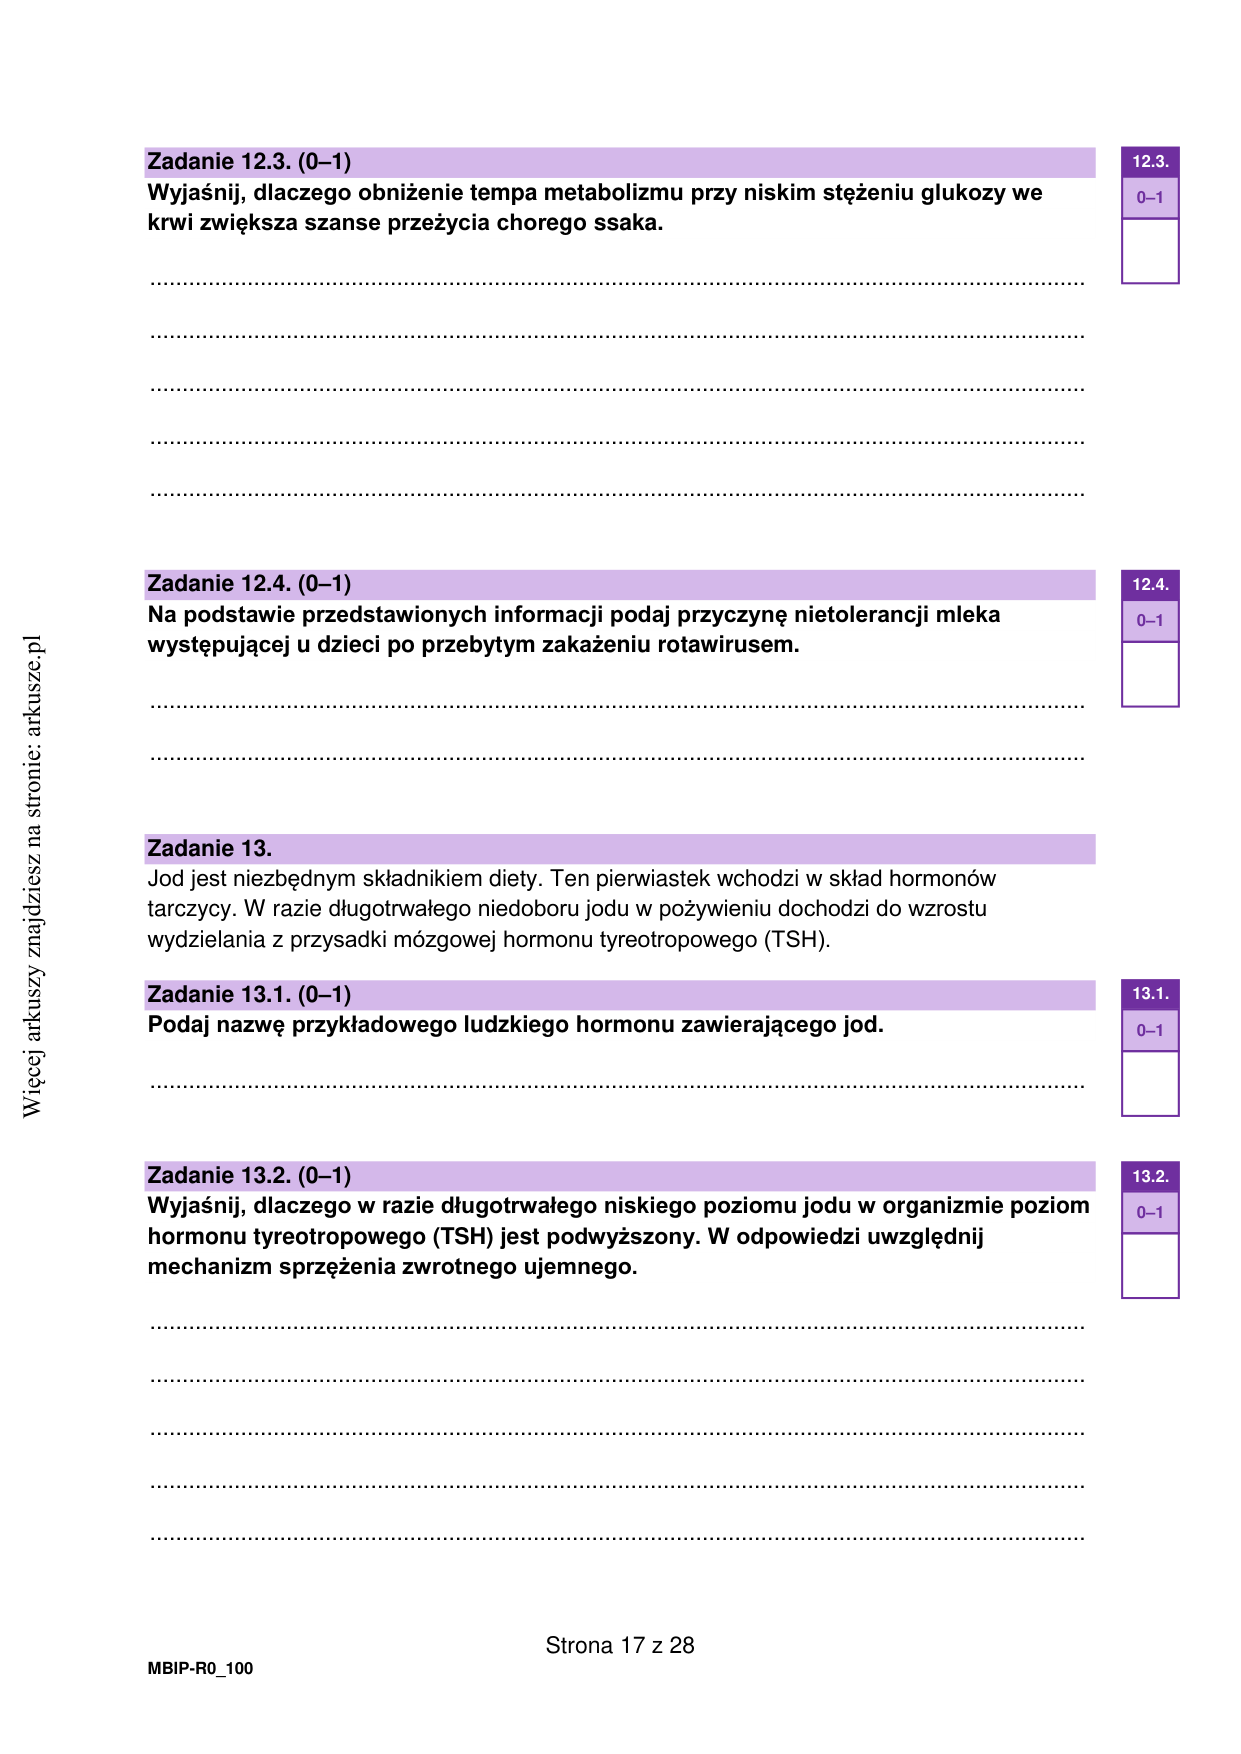 Zadanie 12.3. (0–1)
12.3.
Wyjaśnij, dlaczego obniżenie tempa metabolizmu przy niskim stężeniu glukozy we
0–1
krwi zwiększa szanse przeżycia chorego ssaka.
................................................................................
................................................................................
................................................................................
................................................................................
................................................................................
Zadanie 12.4. (0–1)
12.4.
Na podstawie przedstawionych informacji podaj przyczynę nietolerancji mleka
0–1
występującej u dzieci po przebytym zakażeniu rotawirusem.
................................................................................
................................................................................
Zadanie 13.
Jod jest niezbędnym składnikiem diety. Ten pierwiastek wchodzi w skład hormonów
tarczycy. W razie długotrwałego niedoboru jodu w pożywieniu dochodzi do wzrostu
wydzielania z przysadki mózgowej hormonu tyreotropowego (TSH).
Zadanie 13.1. (0–1)
13.1.
Podaj nazwę przykładowego ludzkiego hormonu zawierającego jod.
0–1
................................................................................
Zadanie 13.2. (0–1)
13.2.
Wyjaśnij, dlaczego w razie długotrwałego niskiego poziomu jodu w organizmie poziom
0–1
hormonu tyreotropowego (TSH) jest podwyższony. W odpowiedzi uwzględnij
mechanizm sprzężenia zwrotnego ujemnego.
................................................................................
................................................................................
................................................................................
................................................................................
................................................................................
Strona 17 z 28
MBIP-R0_100
Więcej arkuszy znajdziesz na stronie: arkusze.pl